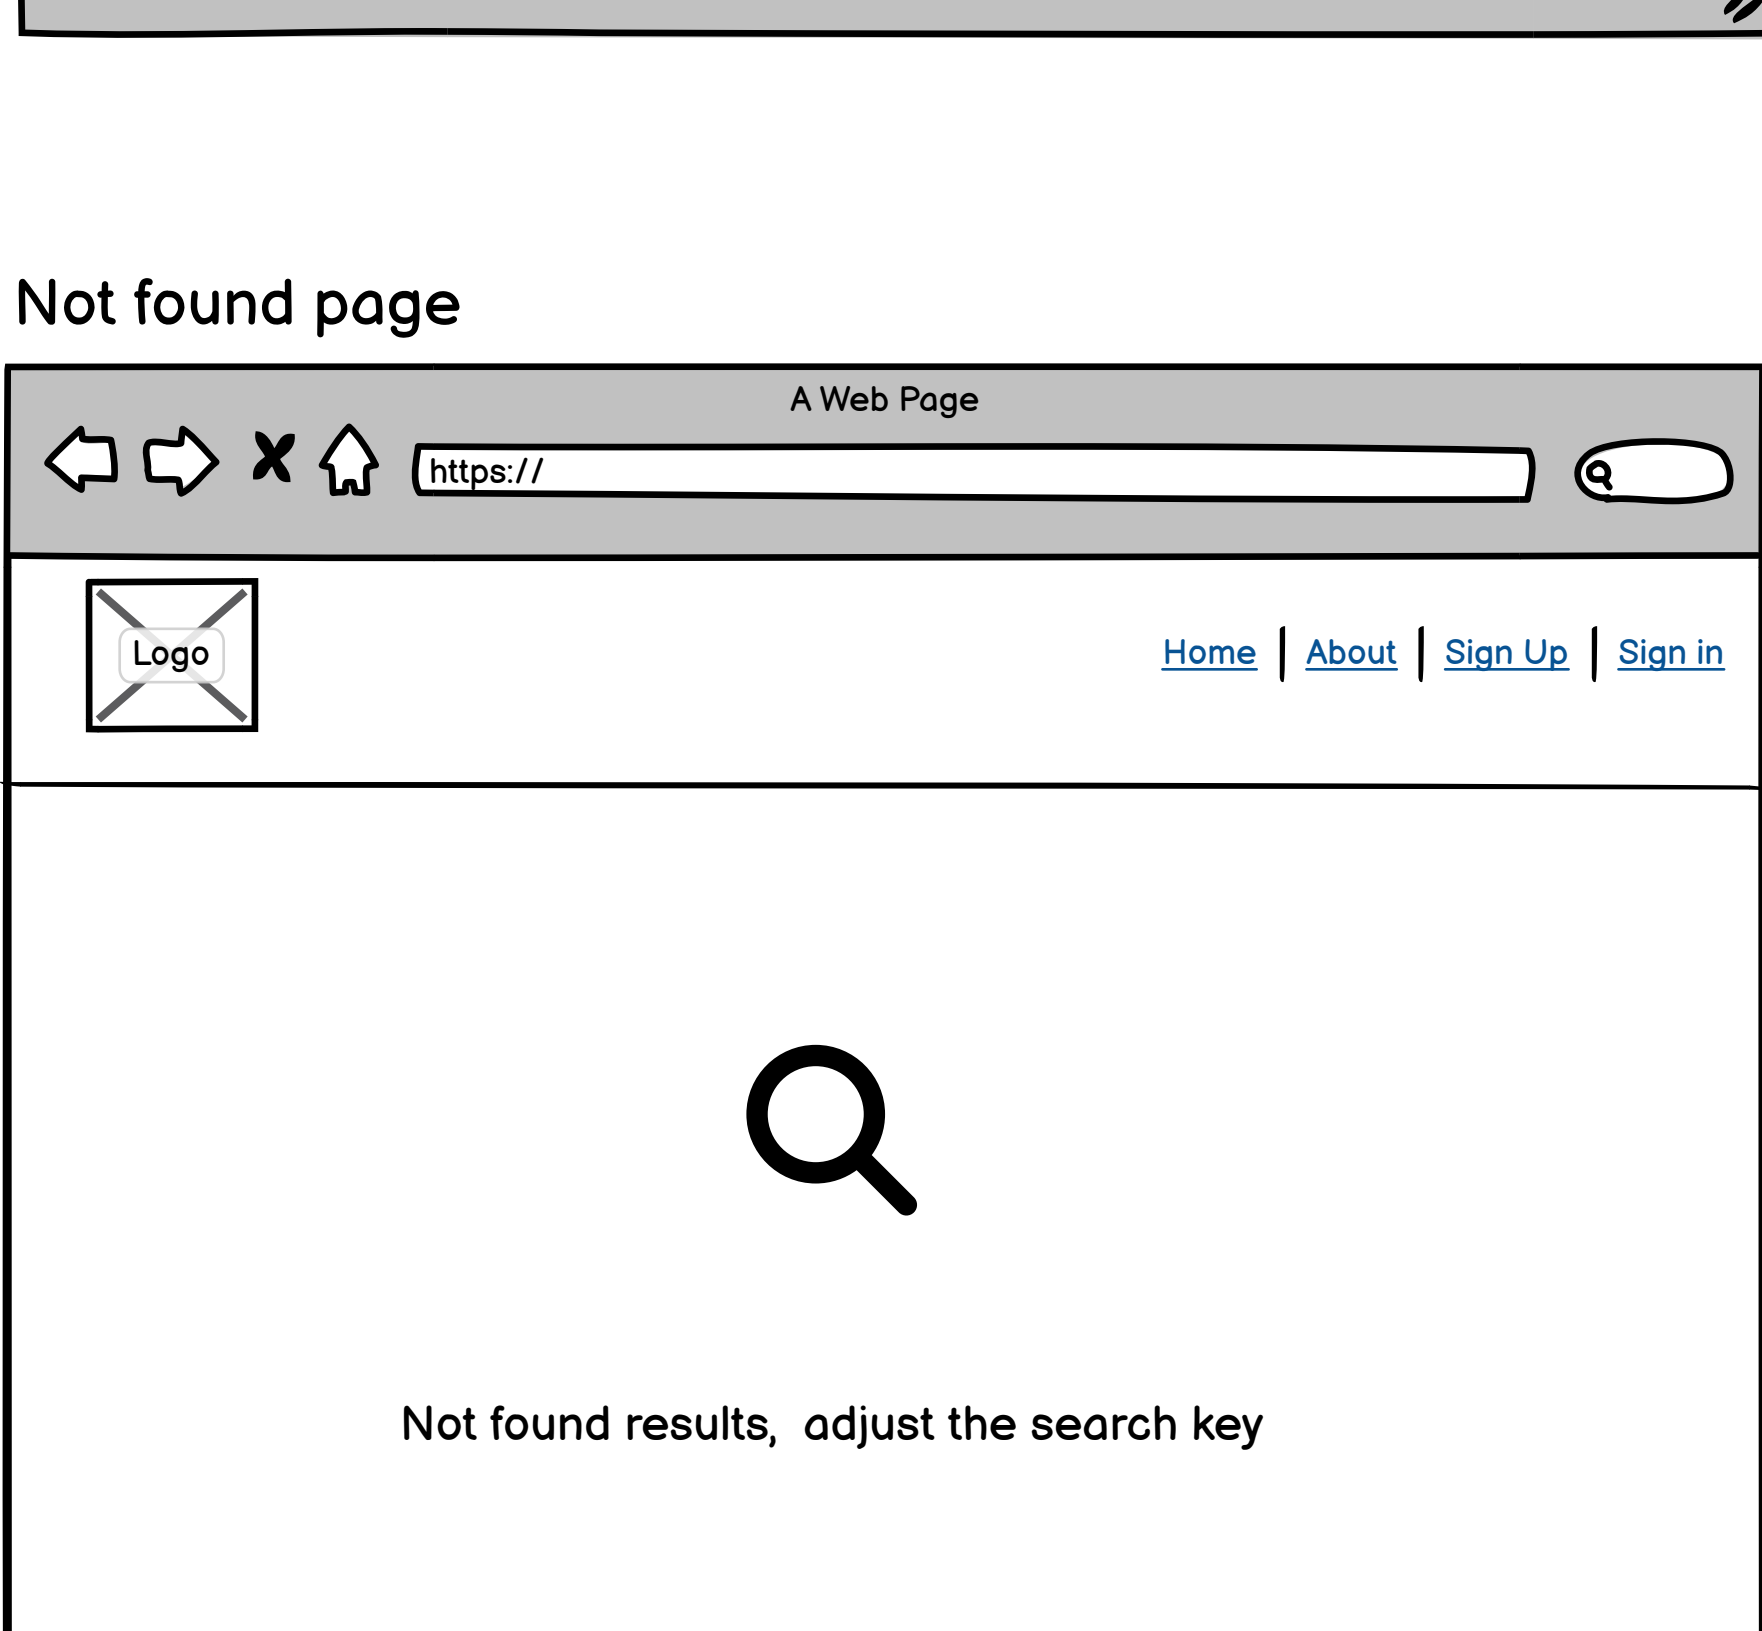 Not found page
A Web Page
https://
Logo
Home | About | Sign Up | Sign in
Not found results,  adjust the search key